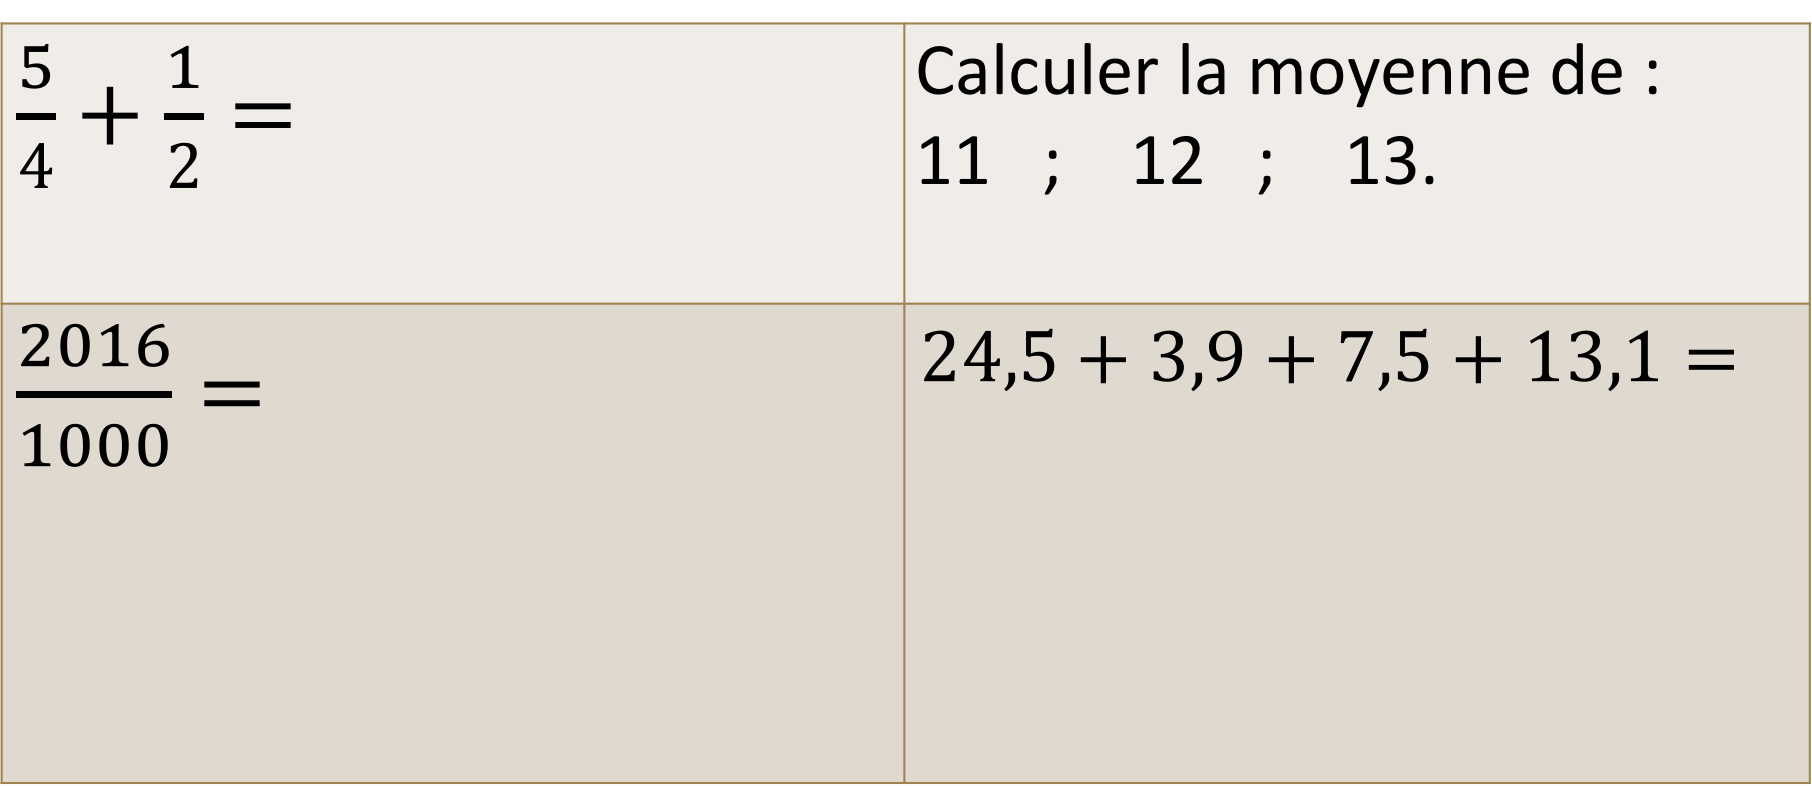 5/4 + 1/2 =
Calculer la moyenne de :
11 ; 12 ; 13.
2016/1000 =
24,5 + 3,9 + 7,5 + 13,1 =